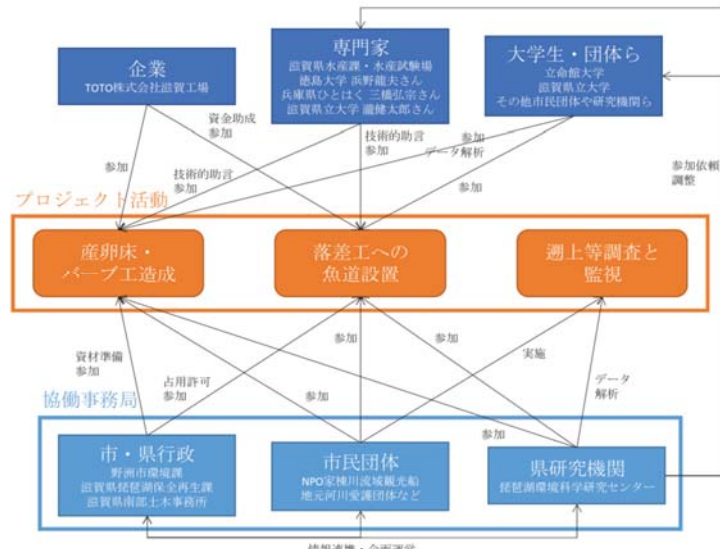 企業
TOTO株式会社滋賀工場
専門家
滋賀県水産課・水産試験場
徳島大学 浜野龍夫さん
兵庫県ひとはく 三橋弘宗さん
滋賀県立大学 瀧健太郎さん
大学生・団体ら
立命館大学
滋賀県立大学
その他市民団体や研究機関ら
資金助成
参加
技術的助言
参加
参加
データ解析
参加
技術的助言
参加
参加
参加依頼
調整
プロジェクト活動
産卵床・
バーブ工造成
落差工への
魚道設置
遡上等調査と
監視
資材準備
参加
占用許可
参加
参加
参加
参加
実施
データ
解析
参加
協働事務局
市・県行政
野洲市環境課
滋賀県琵琶湖保全再生課
滋賀県南部土木事務所
市民団体
NPO家棟川流域観光船
地元河川愛護団体など
県研究機関
琵琶湖環境科学研究センター
情報連携・企画運営